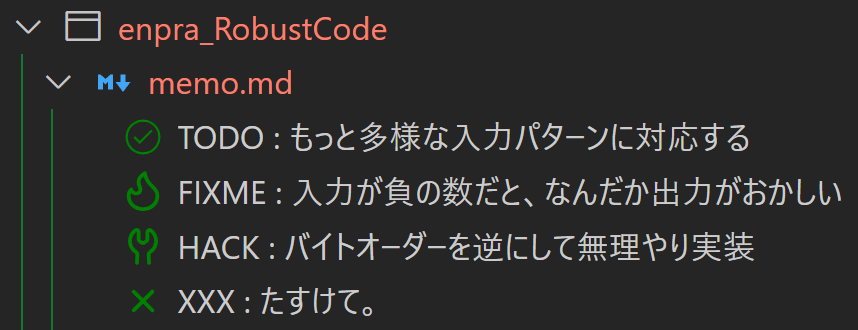 enpra_RobustCode
memo.md
TODO : もっと多様な入力パターンに対応する
FIXME : 入力が負の数だと、なんだか出力がおかしい
HACK : バイトオーダーを逆にして無理やり実装
XXX : たすけて。